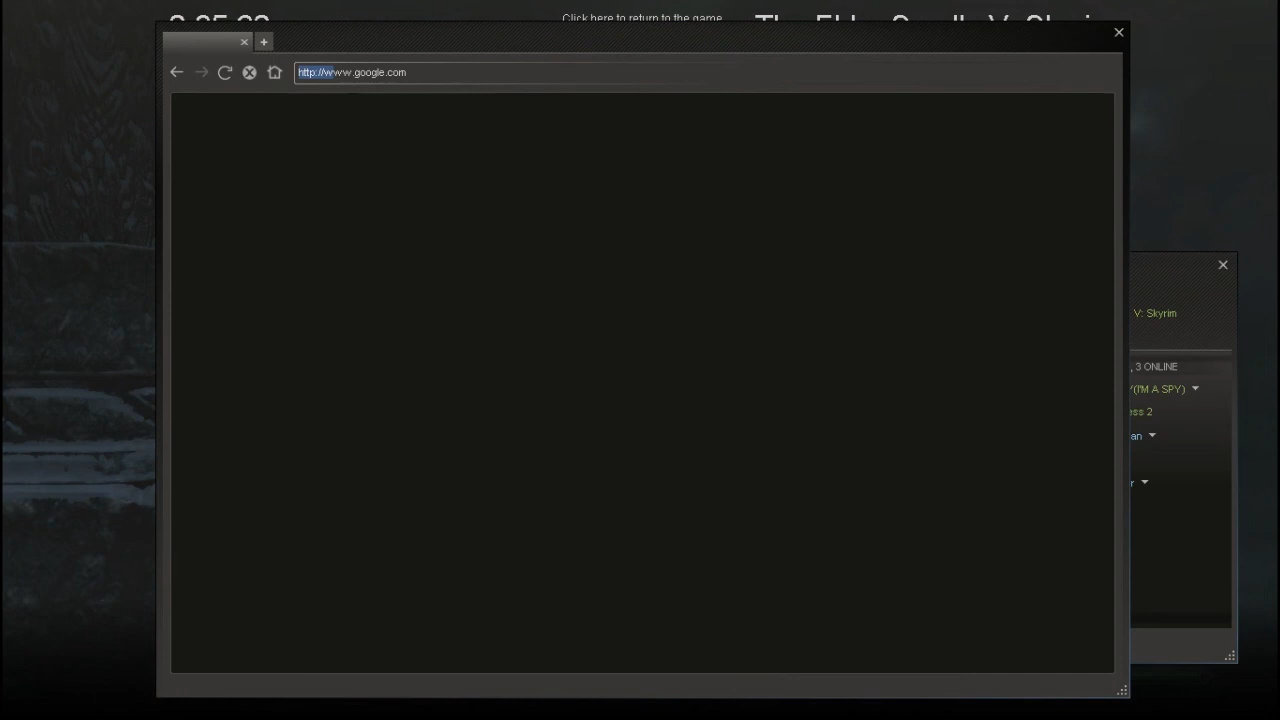 Click here to return to the game
http://www.google.com
V: Skyrim
, 3 ONLINE
(I'M A SPY)
ess 2
an
r